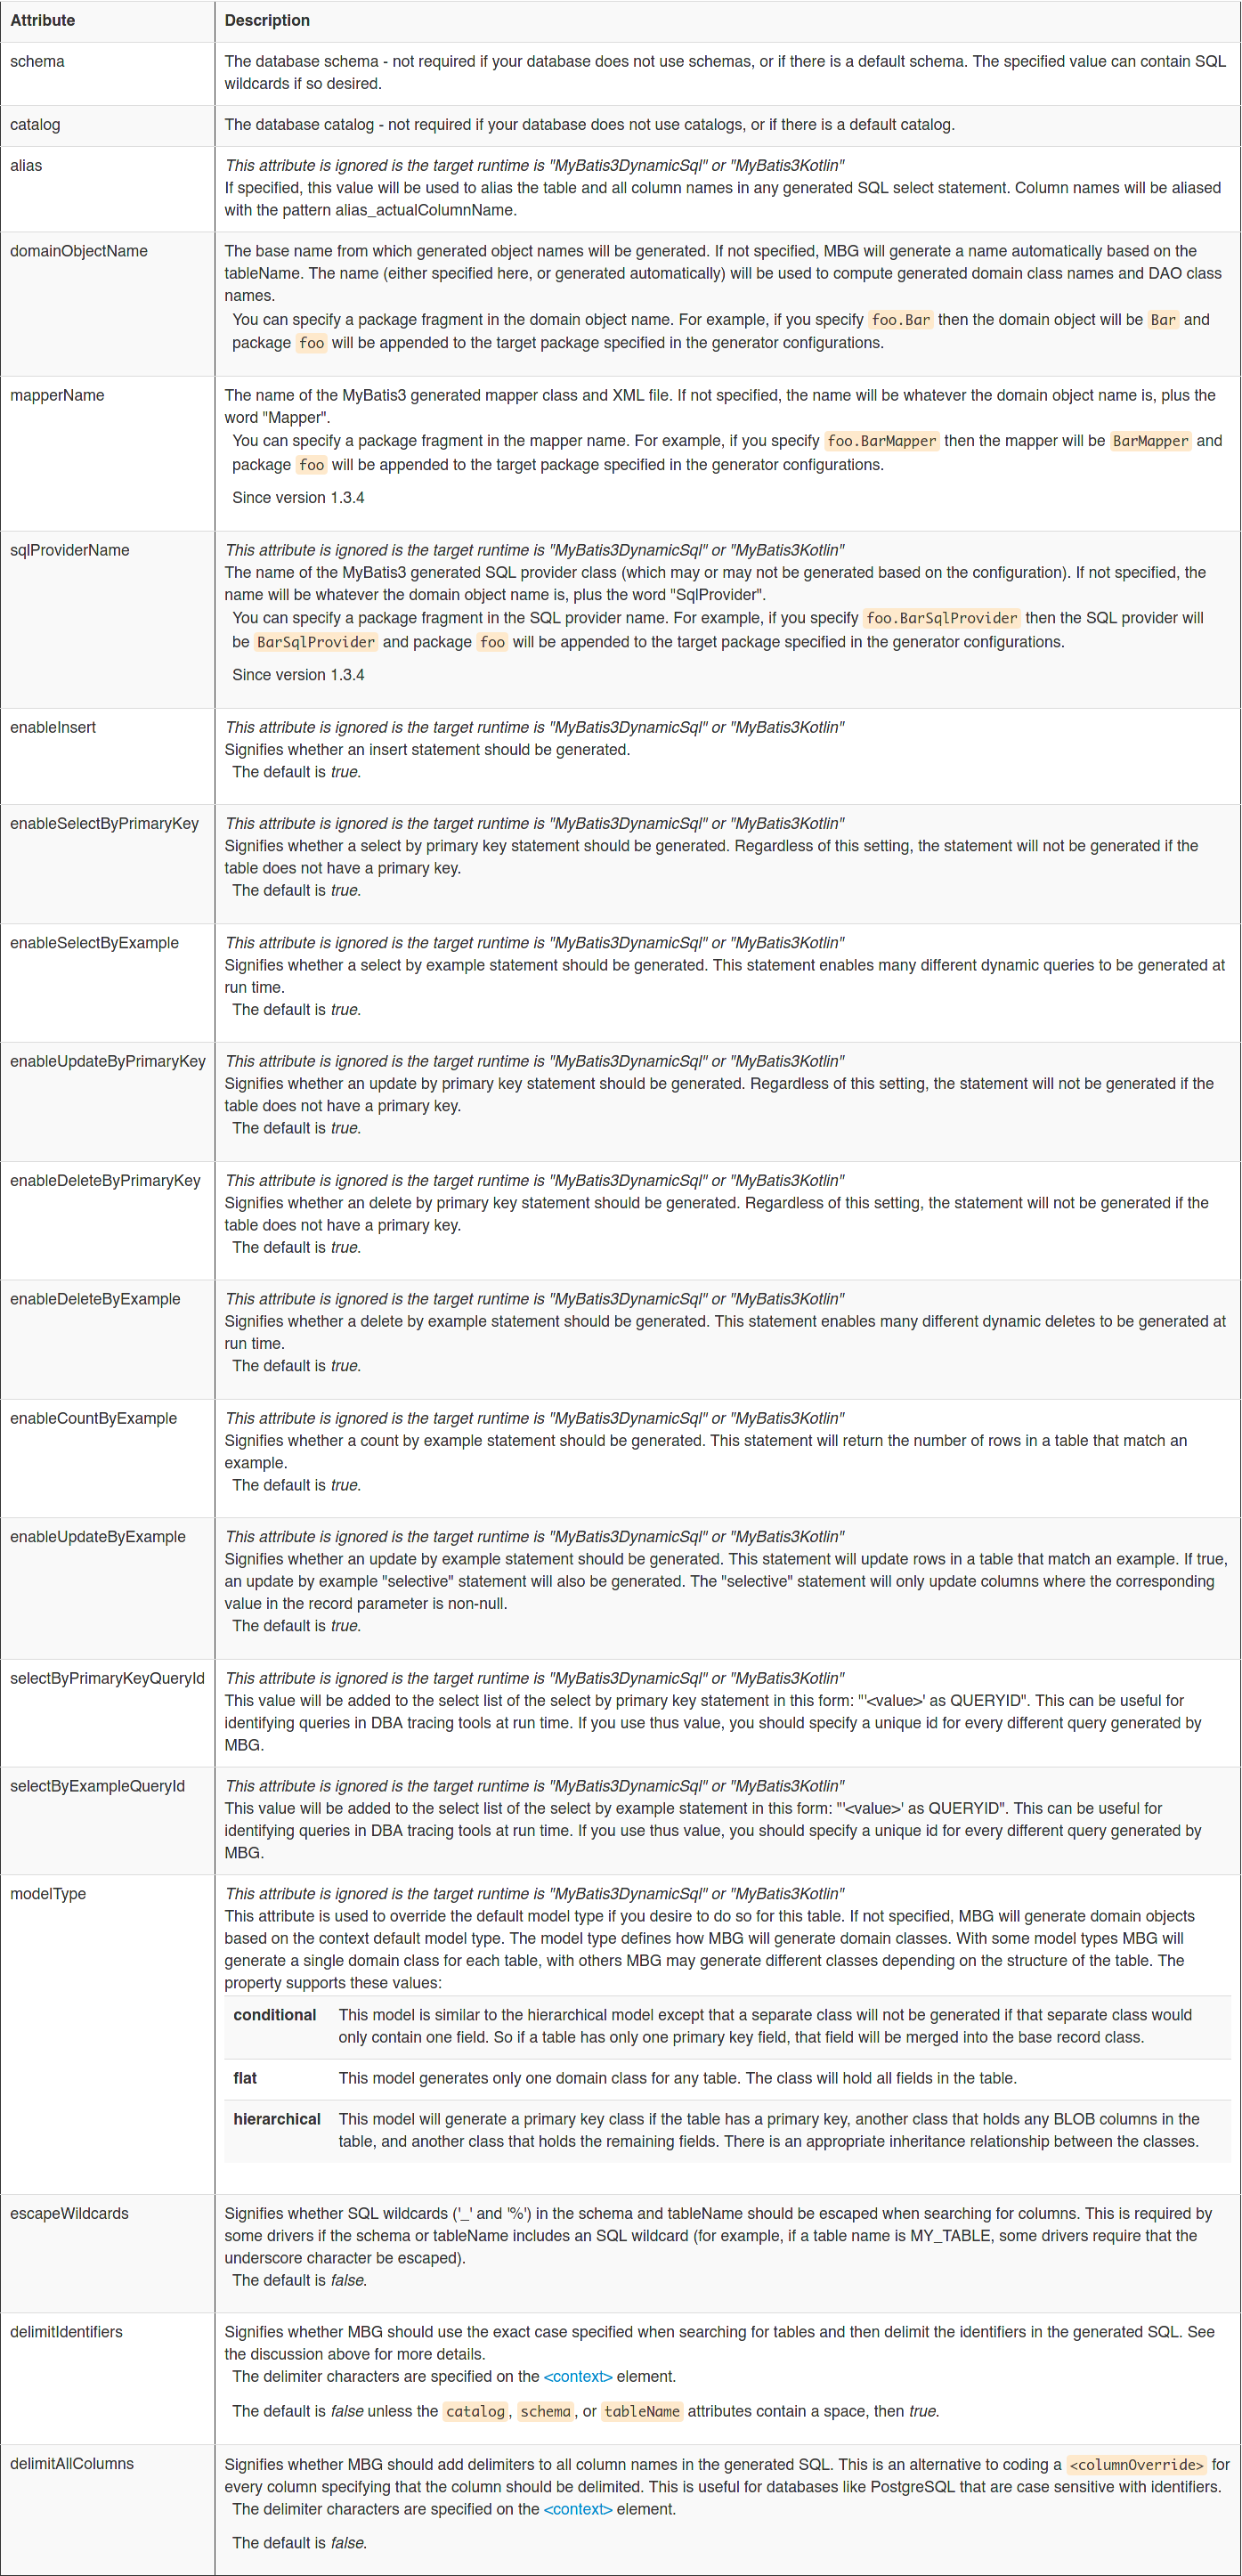 Attribute Description
schema The database schema - not required if your database does not use schemas, or if there is a default schema. The specified value can contain SQL
wildcards if so desired.
catalog The database catalog - not required if your database does not use catalogs, or if there is a default catalog.
alias This attribute is ignored is the target runtime is "MyBatis3DynamicSql" or "MyBatis3Kotlin"
If specified, this value will be used to alias the table and all column names in any generated SQL select statement. Column names will be aliased
with the pattern alias_actualColumnName.
domainObjectName The base name from which generated object names will be generated. If not specified, MBG will generate a name automatically based on the
tableName. The name (either specified here, or generated automatically) will be used to compute generated domain class names and DAO class
names.
You can specify a package fragment in the domain object name. For example, if you specify foo.Bar then the domain object will be Bar and
package foo will be appended to the target package specified in the generator configurations.
mapperName The name of the MyBatis3 generated mapper class and XML file. If not specified, the name will be whatever the domain object name is, plus the
word "Mapper".
You can specify a package fragment in the mapper name. For example, if you specify foo.BarMapper then the mapper will be BarMapper and
package foo will be appended to the target package specified in the generator configurations.
Since version 1.3.4
sqlProviderName This attribute is ignored is the target runtime is "MyBatis3DynamicSql" or "MyBatis3Kotlin"
The name of the MyBatis3 generated SQL provider class (which may or may not be generated based on the configuration). If not specified, the
name will be whatever the domain object name is, plus the word "SqlProvider".
You can specify a package fragment in the SQL provider name. For example, if you specify foo.BarSqlProvider then the SQL provider will
be BarSqlProvider and package foo will be appended to the target package specified in the generator configurations.
Since version 1.3.4
enableInsert This attribute is ignored is the target runtime is "MyBatis3DynamicSql" or "MyBatis3Kotlin"
Signifies whether an insert statement should be generated.
The default is true.
enableSelectByPrimaryKey This attribute is ignored is the target runtime is "MyBatis3DynamicSql" or "MyBatis3Kotlin"
Signifies whether a select by primary key statement should be generated. Regardless of this setting, the statement will not be generated if the
table does not have a primary key.
The default is true.
enableSelectByExample This attribute is ignored is the target runtime is "MyBatis3DynamicSql" or "MyBatis3Kotlin"
Signifies whether a select by example statement should be generated. This statement enables many different dynamic queries to be generated at
run time.
The default is true.
enableUpdateByPrimaryKey This attribute is ignored is the target runtime is "MyBatis3DynamicSql" or "MyBatis3Kotlin"
Signifies whether an update by primary key statement should be generated. Regardless of this setting, the statement will not be generated if the
table does not have a primary key.
The default is true.
enableDeleteByPrimaryKey This attribute is ignored is the target runtime is "MyBatis3DynamicSql" or "MyBatis3Kotlin"
Signifies whether an delete by primary key statement should be generated. Regardless of this setting, the statement will not be generated if the
table does not have a primary key.
The default is true.
enableDeleteByExample This attribute is ignored is the target runtime is "MyBatis3DynamicSql" or "MyBatis3Kotlin"
Signifies whether a delete by example statement should be generated. This statement enables many different dynamic deletes to be generated at
run time.
The default is true.
enableCountByExample This attribute is ignored is the target runtime is "MyBatis3DynamicSql" or "MyBatis3Kotlin"
Signifies whether a count by example statement should be generated. This statement will return the number of rows in a table that match an
example.
The default is true.
enableUpdateByExample This attribute is ignored is the target runtime is "MyBatis3DynamicSql" or "MyBatis3Kotlin"
Signifies whether an update by example statement should be generated. This statement will update rows in a table that match an example. If true,
an update by example "selective" statement will also be generated. The "selective" statement will only update columns where the corresponding
value in the record parameter is non-null.
The default is true.
selectByPrimaryKeyQueryId This attribute is ignored is the target runtime is "MyBatis3DynamicSql" or "MyBatis3Kotlin"
This value will be added to the select list of the select by primary key statement in this form: "'<value>' as QUERYID". This can be useful for
identifying queries in DBA tracing tools at run time. If you use thus value, you should specify a unique id for every different query generated by
MBG.
selectByExampleQueryId This attribute is ignored is the target runtime is "MyBatis3DynamicSql" or "MyBatis3Kotlin"
This value will be added to the select list of the select by example statement in this form: "'<value>' as QUERYID". This can be useful for
identifying queries in DBA tracing tools at run time. If you use thus value, you should specify a unique id for every different query generated by
MBG.
modelType This attribute is ignored is the target runtime is "MyBatis3DynamicSql" or "MyBatis3Kotlin"
This attribute is used to override the default model type if you desire to do so for this table. If not specified, MBG will generate domain objects
based on the context default model type. The model type defines how MBG will generate domain classes. With some model types MBG will
generate a single domain class for each table, with others MBG may generate different classes depending on the structure of the table. The
property supports these values:
conditional This model is similar to the hierarchical model except that a separate class will not be generated if that separate class would
only contain one field. So if a table has only one primary key field, that field will be merged into the base record class.
flat This model generates only one domain class for any table. The class will hold all fields in the table.
hierarchical This model will generate a primary key class if the table has a primary key, another class that holds any BLOB columns in the
table, and another class that holds the remaining fields. There is an appropriate inheritance relationship between the classes.
escapeWildcards Signifies whether SQL wildcards ('_' and '%') in the schema and tableName should be escaped when searching for columns. This is required by
some drivers if the schema or tableName includes an SQL wildcard (for example, if a table name is MY_TABLE, some drivers require that the
underscore character be escaped).
The default is false.
delimitIdentifiers Signifies whether MBG should use the exact case specified when searching for tables and then delimit the identifiers in the generated SQL. See
the discussion above for more details.
The delimiter characters are specified on the <context> element.
The default is false unless the catalog, schema, or tableName attributes contain a space, then true.
delimitAllColumns Signifies whether MBG should add delimiters to all column names in the generated SQL. This is an alternative to coding a <columnOverride> for
every column specifying that the column should be delimited. This is useful for databases like PostgreSQL that are case sensitive with identifiers.
The delimiter characters are specified on the <context> element.
The default is false.